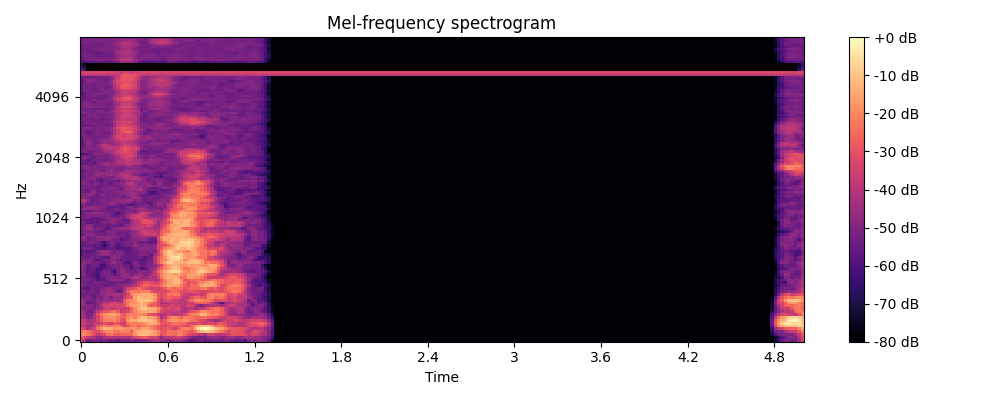 Mel-frequency spectrogram
+0 dB
4096
-10 dB
-20 dB
2048
-30 dB
Hz
-40 dB
1024
-50 dB
512
-60 dB
-70 dB
0
-80 dB
0 0.6 1.2 1.8 2.4 3 3.6 4.2 4.8
Time